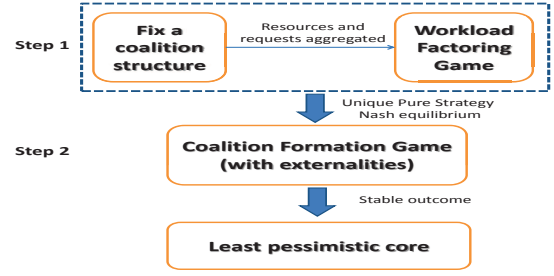 Step 1
Fix a
coalition
structure
Resources and
requests aggregated
Workload
Factoring
Game
Unique Pure Strategy
Nash equilibrium
Step 2
Coalition Formation Game
(with externalities)
Stable outcome
Least pessimistic core